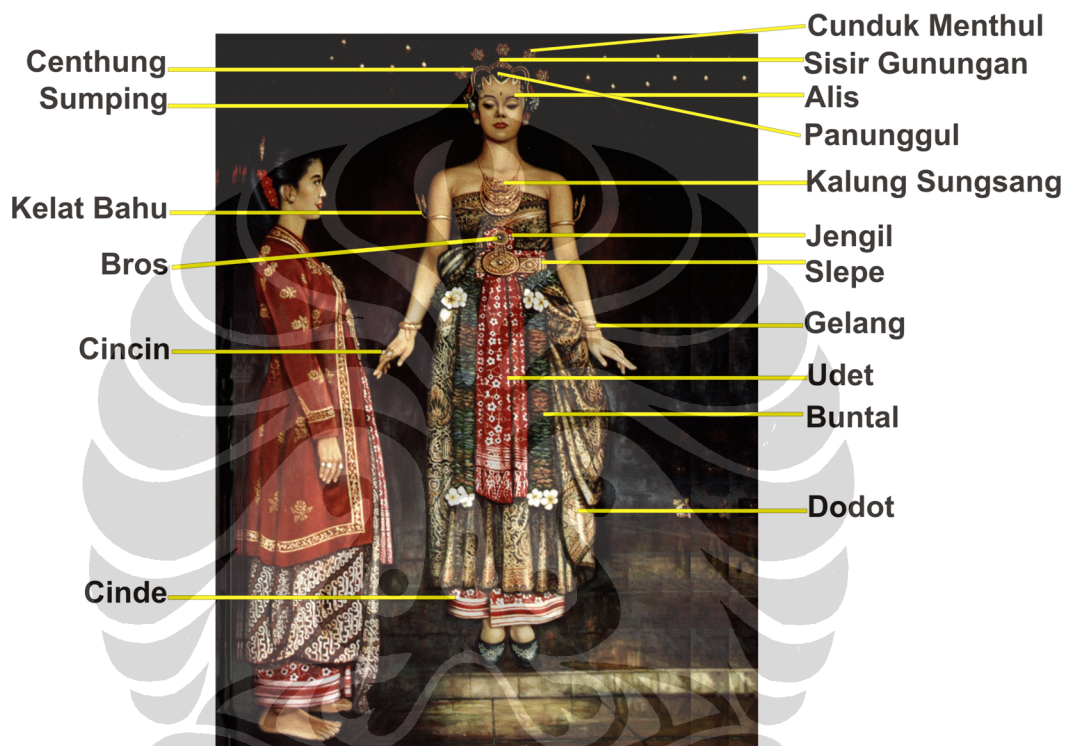 Centhung
Sumping
Kelat Bahu
Bros
Cincin
Cinde
Cunduk Menthul
Sisir Gunungan
Alis
Panunggul
Kalung Sungsang
Jengil
Slepe
Gelang
Udet
Buntal
Dodot